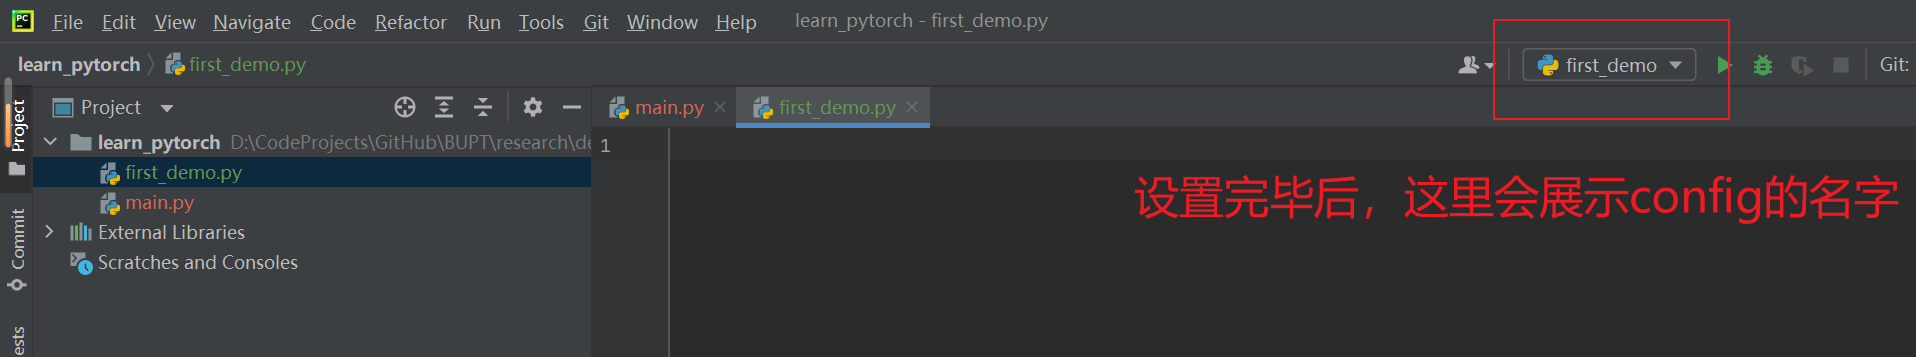 PC File Edit View Navigate Code Refactor Run Tools Git Window Help learn_pytorch - first_demo.py
learn_pytorch first_demo.py first_demo Git:
Project
Project
main.py first_demo.py
learn_pytorch D:\CodeProjects\GitHub\BUPT\research\de
1
first_demo.py
main.py
设置完毕后，这里会展示config的名字
External Libraries
Commit
Scratches and Consoles
ests